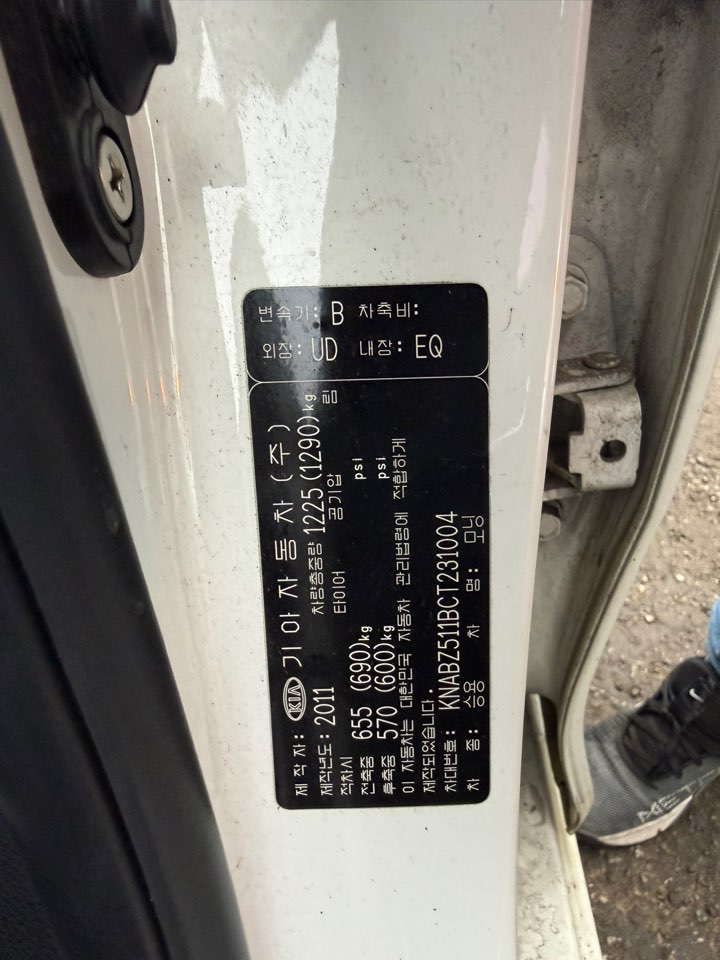 변속기: B 차축비:
외장: UD 내장: EQ
제 작 자: KIA 기 아 자 동 차 ( 주 )
제작년도: 2011 차량총중량 1225 (1290) kg
적차시 타이어 공기압 림
전축중 655 (690) kg psi
후축중 570 (600) kg psi
이 자동차는 대한민국 자동차 관리법령에 적합하게
제작되었습니다.
차대번호: KNABZ511BCT231004
차 종: 승용 차 명: 모닝